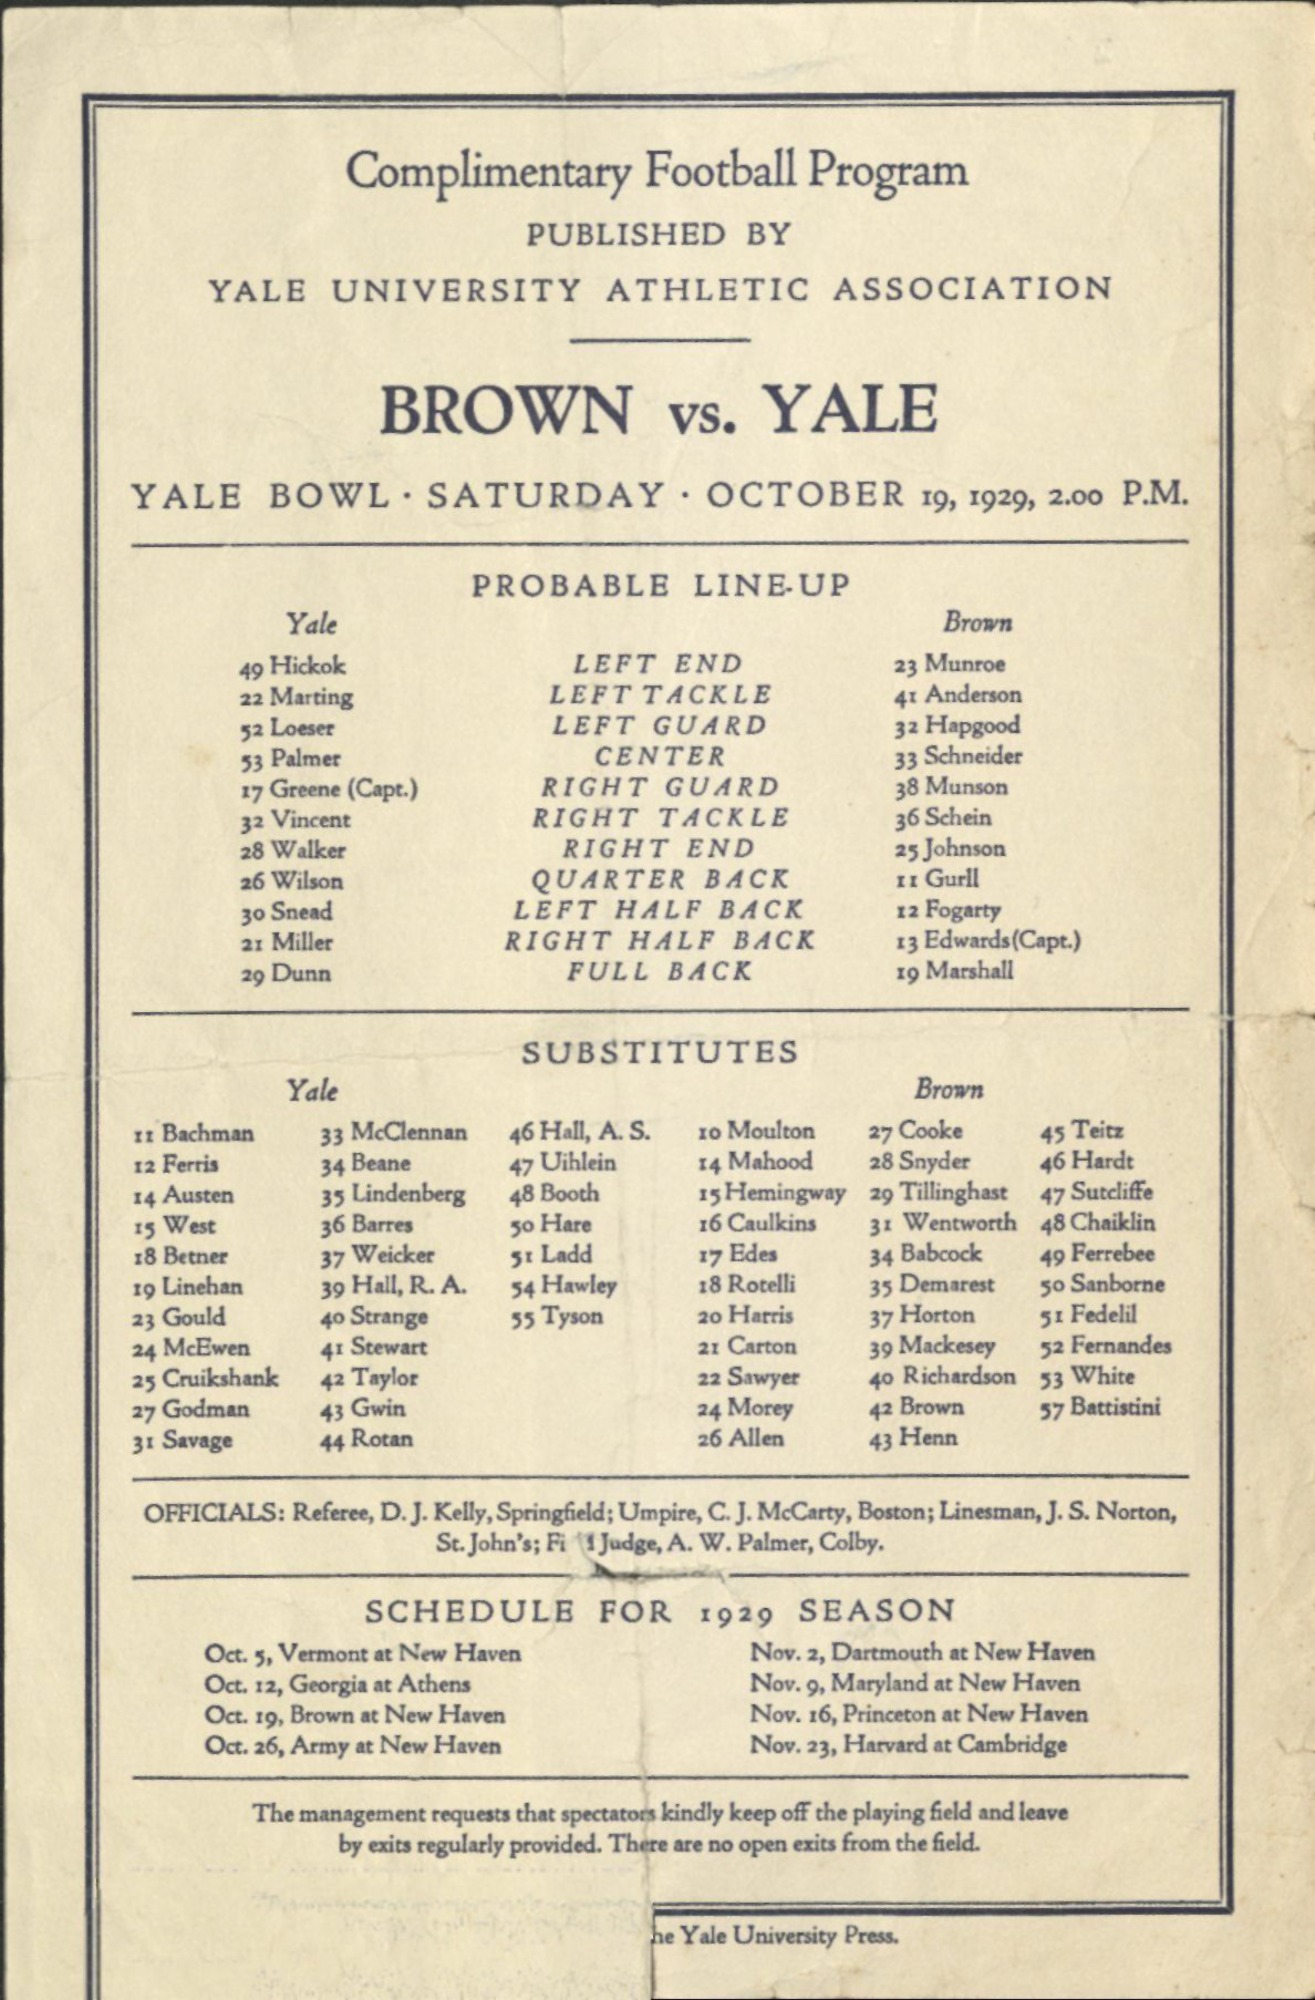 Complimentary Football Program
PUBLISHED BY
YALE UNIVERSITY ATHLETIC ASSOCIATION
BROWN vs. YALE
YALE BOWL · SATURDAY · OCTOBER 19, 1929, 2.00 P.M.
PROBABLE LINE-UP
Yale Brown
49 Hickok LEFT END 23 Munroe
22 Marting LEFT TACKLE 41 Anderson
52 Loeser LEFT GUARD 32 Hapgood
53 Palmer CENTER 33 Schneider
17 Greene (Capt.) RIGHT GUARD 38 Munson
32 Vincent RIGHT TACKLE 36 Schein
28 Walker RIGHT END 25 Johnson
26 Wilson QUARTER BACK 11 Gurll
30 Snead LEFT HALF BACK 12 Fogarty
21 Miller RIGHT HALF BACK 13 Edwards (Capt.)
29 Dunn FULL BACK 19 Marshall
SUBSTITUTES
Yale Brown
11 Bachman 33 McClennan 46 Hall, A. S. 10 Moulton 27 Cooke 45 Teitz
12 Ferris 34 Beane 47 Uihlein 14 Mahood 28 Snyder 46 Hardt
14 Austen 35 Lindenberg 48 Booth 15 Hemingway 29 Tillinghast 47 Sutcliffe
15 West 36 Barres 50 Hare 16 Caulkins 31 Wentworth 48 Chaiklin
18 Betner 37 Weicker 51 Ladd 17 Edes 34 Babcock 49 Ferrebee
19 Linehan 39 Hall, R. A. 54 Hawley 18 Rotelli 35 Demarest 50 Sanborne
23 Gould 40 Strange 55 Tyson 20 Harris 37 Horton 51 Fedelil
24 McEwen 41 Stewart 21 Carton 39 Mackesey 52 Fernandes
25 Cruikshank 42 Taylor 22 Sawyer 40 Richardson 53 White
27 Godman 43 Gwin 24 Morey 42 Brown 57 Battistini
31 Savage 44 Rotan 26 Allen 43 Henn
OFFICIALS: Referee, D. J. Kelly, Springfield; Umpire, C. J. McCarty, Boston; Linesman, J. S. Norton,
St. John's; Judge, A. W. Palmer, Colby.
SCHEDULE FOR 1929 SEASON
Oct. 5, Vermont at New Haven Nov. 2, Dartmouth at New Haven
Oct. 12, Georgia at Athens Nov. 9, Maryland at New Haven
Oct. 19, Brown at New Haven Nov. 16, Princeton at New Haven
Oct. 26, Army at New Haven Nov. 23, Harvard at Cambridge
The management requests that spectators kindly keep off the playing field and leave
by exits regularly provided. There are no open exits from the field.
he Yale University Press.